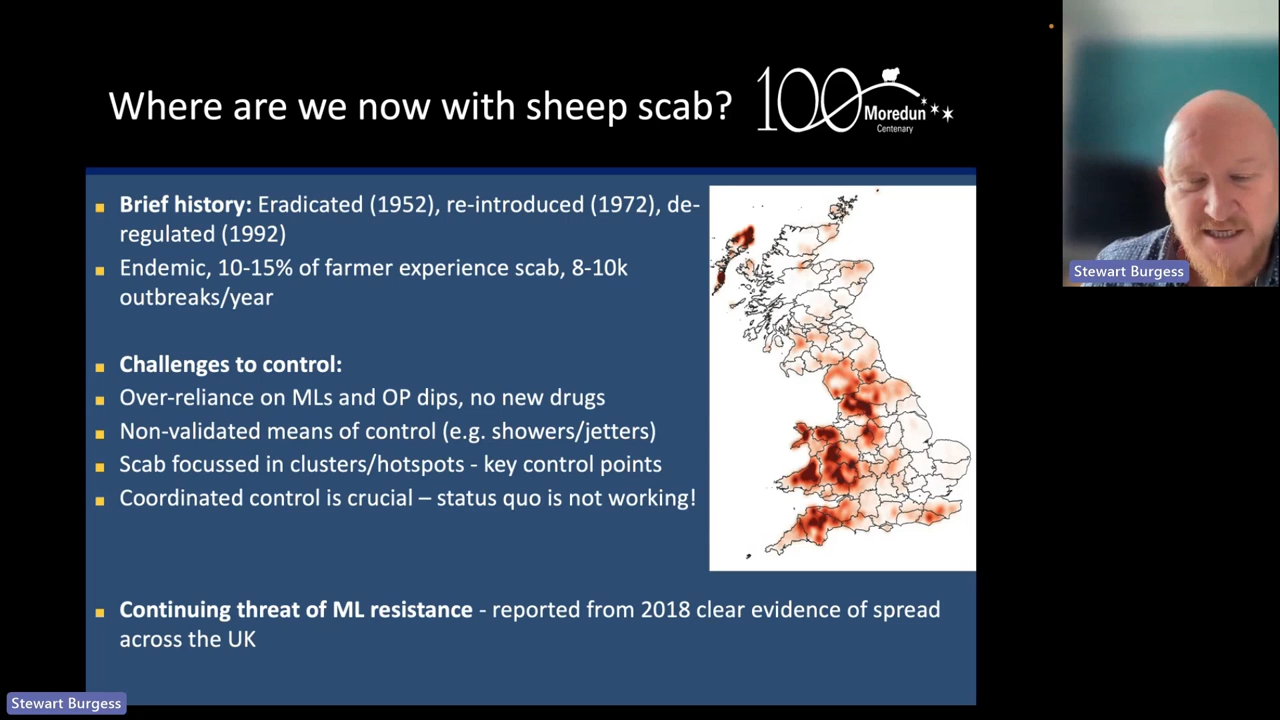 Where are we now with sheep scab?
100
Moredun
Centenary
Stewart Burgess
Brief history: Eradicated (1952), re-introduced (1972), de-
regulated (1992)
Endemic, 10-15% of farmer experience scab, 8-10k
outbreaks/year
Challenges to control:
Over-reliance on MLs and OP dips, no new drugs
Non-validated means of control (e.g. showers/jetters)
Scab focussed in clusters/hotspots - key control points
Coordinated control is crucial – status quo is not working!
Continuing threat of ML resistance - reported from 2018 clear evidence of spread
across the UK
Stewart Burgess